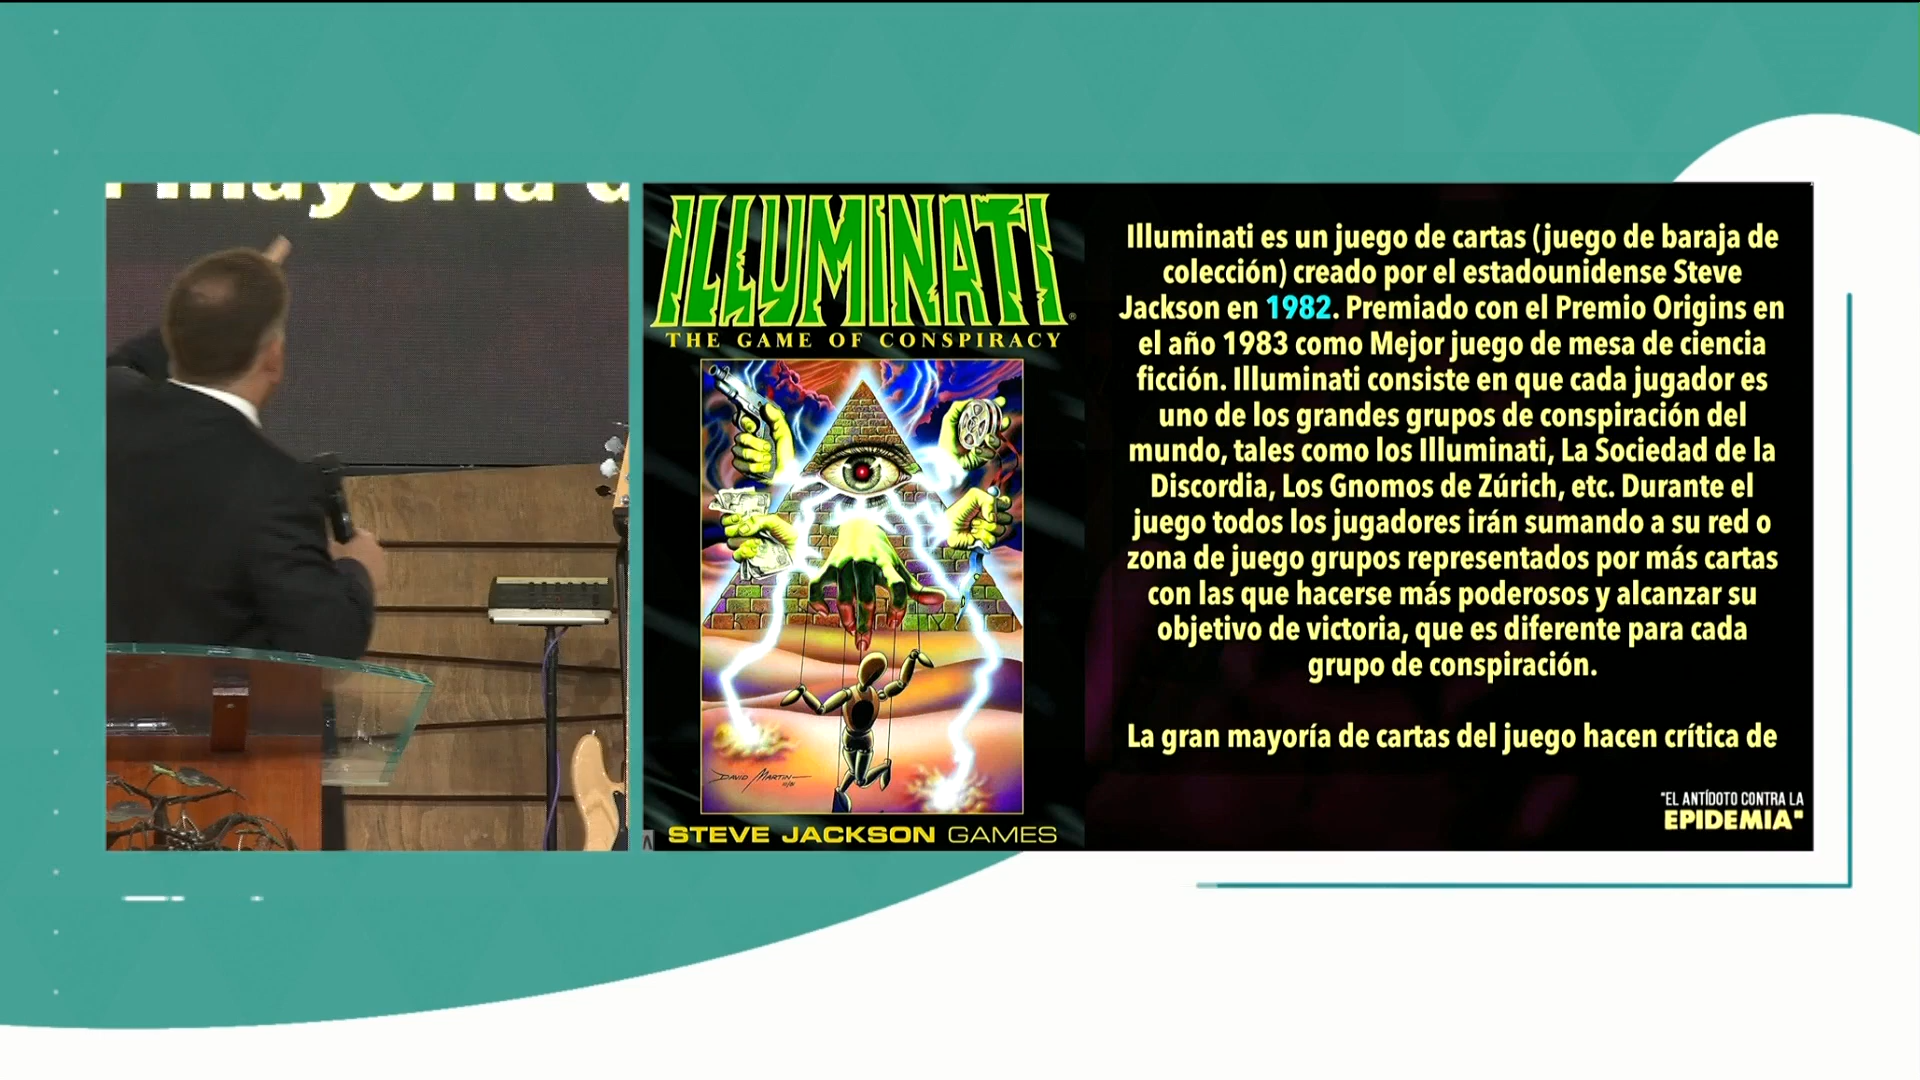 mayoría d
ILLUMINATI®
THE GAME OF CONSPIRACY
DAVID MARTIN
STEVE JACKSON GAMES
Illuminati es un juego de cartas (juego de baraja de
colección) creado por el estadounidense Steve
Jackson en 1982. Premiado con el Premio Origins en
el año 1983 como Mejor juego de mesa de ciencia
ficción. Illuminati consiste en que cada jugador es
uno de los grandes grupos de conspiración del
mundo, tales como los Illuminati, La Sociedad de la
Discordia, Los Gnomos de Zúrich, etc. Durante el
juego todos los jugadores irán sumando a su red o
zona de juego grupos representados por más cartas
con las que hacerse más poderosos y alcanzar su
objetivo de victoria, que es diferente para cada
grupo de conspiración.
La gran mayoría de cartas del juego hacen crítica de
"EL ANTÍDOTO CONTRA LA
EPIDEMIA"